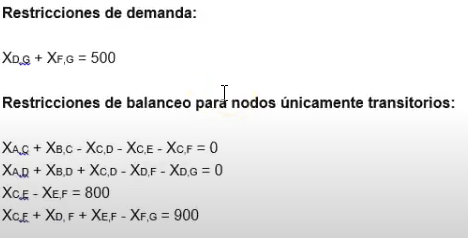 Restricciones de demanda:
XD,G + XF,G = 500
Restricciones de balanceo para nodos únicamente transitorios:
XA,C + XB,C - XC,D - XC,E - XC,F = 0
XA,D + XB,D + XC,D - XD,F - XD,G = 0
XC,E - XE,F = 800
XC,F + XD, F + XE,F - XF,G = 900